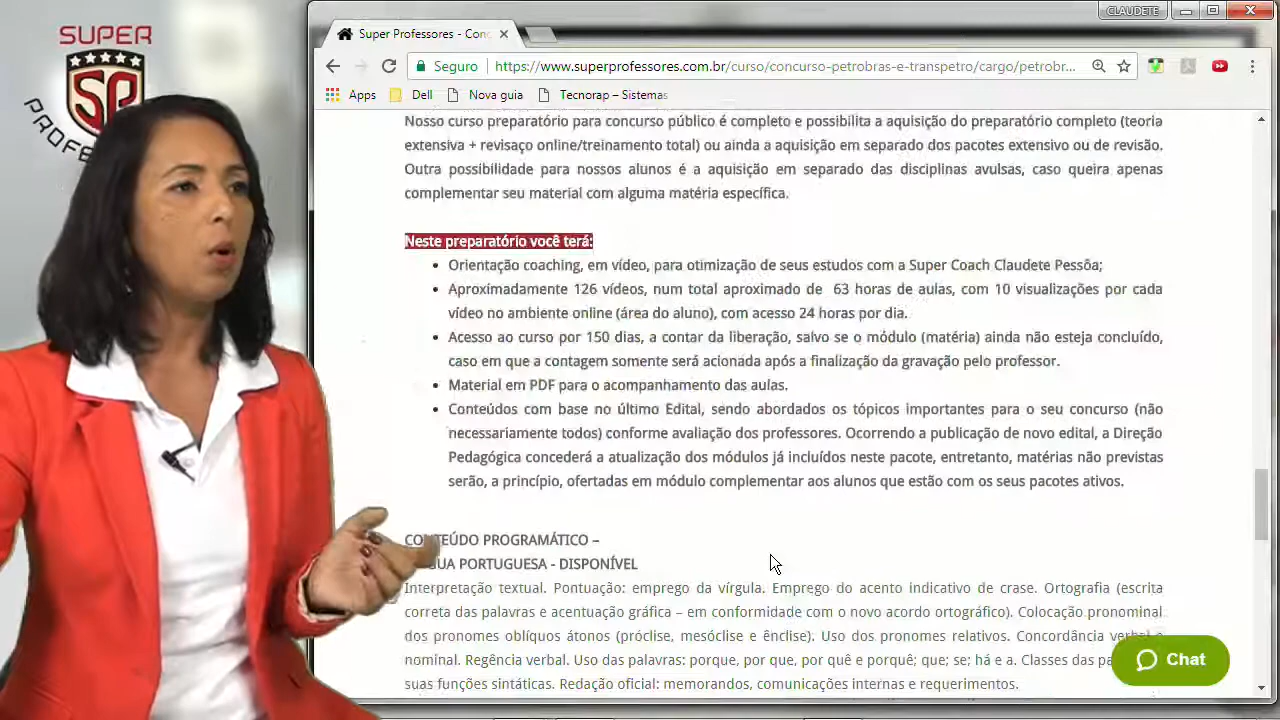 SUPER
SP
PROFES
CLAUDETE
Super Professores - Con
Seguro
https://www.superprofessores.com.br/curso/concurso-petrobras-e-transpetro/cargo/petrobr...
Apps Dell Nova guia Tecnorap – Sistemas
Nosso curso preparatório para concurso público é completo e possibilita a aquisição do preparatório completo (teoria
extensiva + revisaço online/treinamento total) ou ainda a aquisição em separado dos pacotes extensivo ou de revisão.
Outra possibilidade para nossos alunos é a aquisição em separado das disciplinas avulsas, caso queira apenas
complementar seu material com alguma matéria específica.
Neste preparatório você terá:
• Orientação coaching, em vídeo, para otimização de seus estudos com a Super Coach Claudete Pessôa;
• Aproximadamente 126 vídeos, num total aproximado de 63 horas de aulas, com 10 visualizações por cada
vídeo no ambiente online (área do aluno), com acesso 24 horas por dia.
• Acesso ao curso por 150 dias, a contar da liberação, salvo se o módulo (matéria) ainda não esteja concluído,
caso em que a contagem somente será acionada após a finalização da gravação pelo professor.
• Material em PDF para o acompanhamento das aulas.
• Conteúdos com base no último Edital, sendo abordados os tópicos importantes para o seu concurso (não
necessariamente todos) conforme avaliação dos professores. Ocorrendo a publicação de novo edital, a Direção
Pedagógica concederá a atualização dos módulos já incluídos neste pacote, entretanto, matérias não previstas
serão, a princípio, ofertadas em módulo complementar aos alunos que estão com os seus pacotes ativos.
CONTEÚDO PROGRAMÁTICO –
GUA PORTUGUESA - DISPONÍVEL
Interpretação textual. Pontuação: emprego da vírgula. Emprego do acento indicativo de crase. Ortografia (escrita
correta das palavras e acentuação gráfica – em conformidade com o novo acordo ortográfico). Colocação pronominal
dos pronomes oblíquos átonos (próclise, mesóclise e ênclise). Uso dos pronomes relativos. Concordância verbal e
nominal. Regência verbal. Uso das palavras: porque, por que, por quê e porquê; que; se; há e a. Classes das
suas funções sintáticas. Redação oficial: memorandos, comunicações internas e requerimentos.
Chat